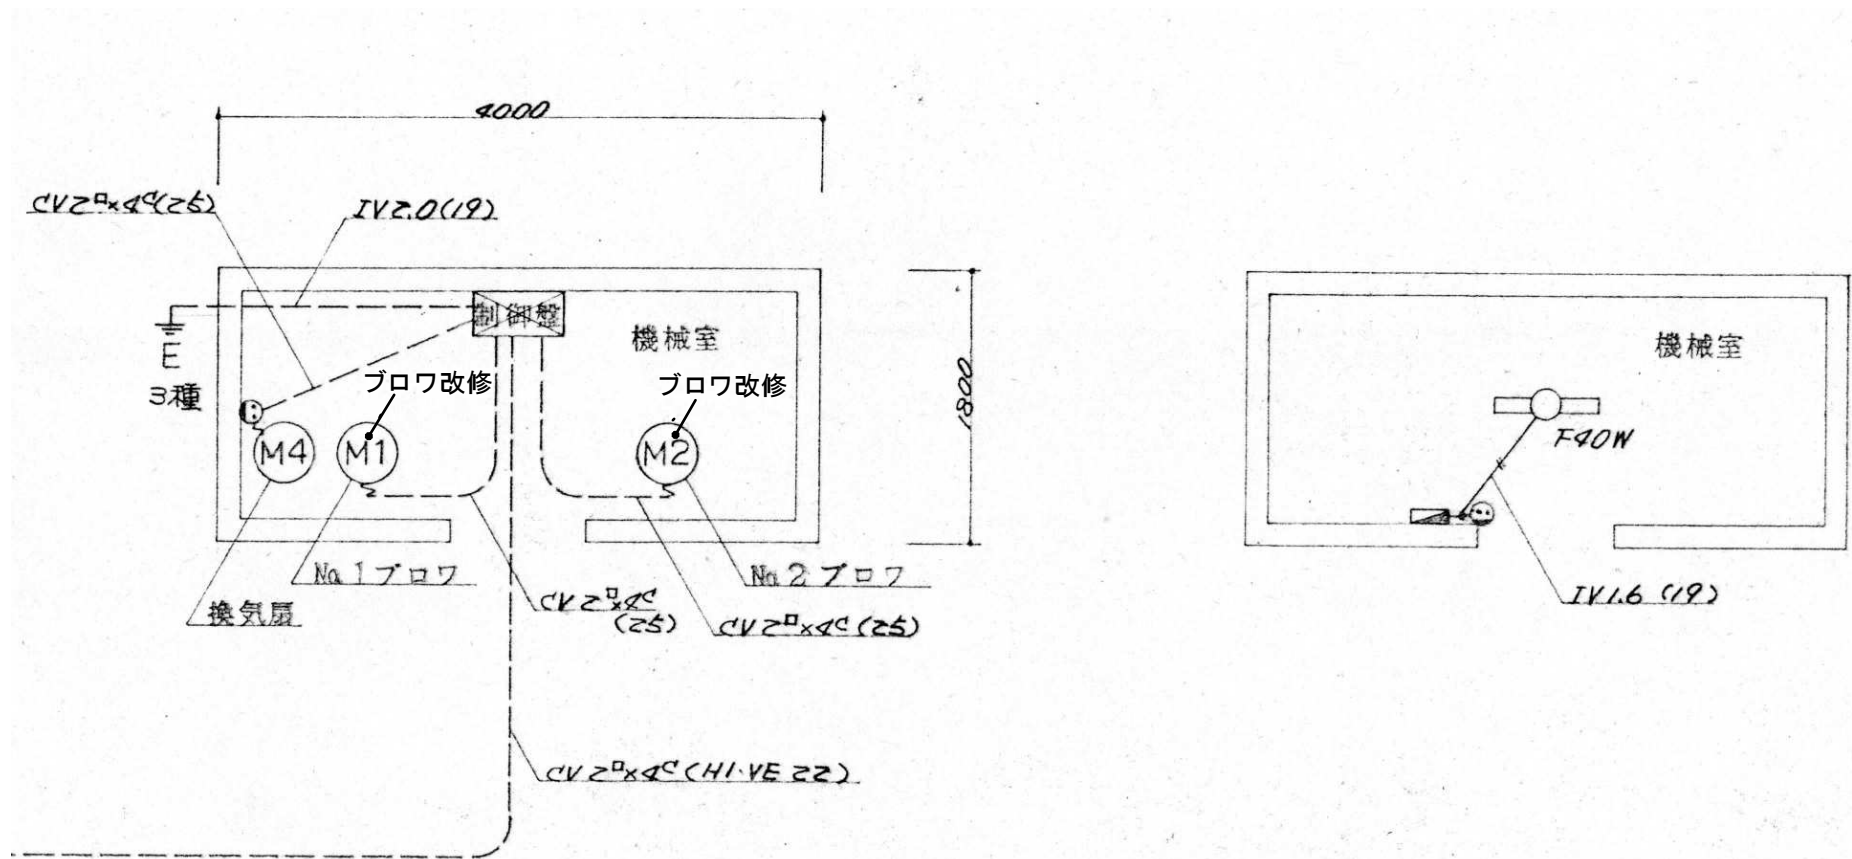 4000
CV2□×4C(25)
IV2.0(19)
制御盤
機械室
E
3種
ブロワ改修
ブロワ改修
M4
M1
M2
1800
No.1ブロワ
No.2ブロワ
換気扇
CV2□×4C
(25)
CV2□×4C(25)
CV2□×4C(HI-VE22)
機械室
F40W
IV1.6(19)